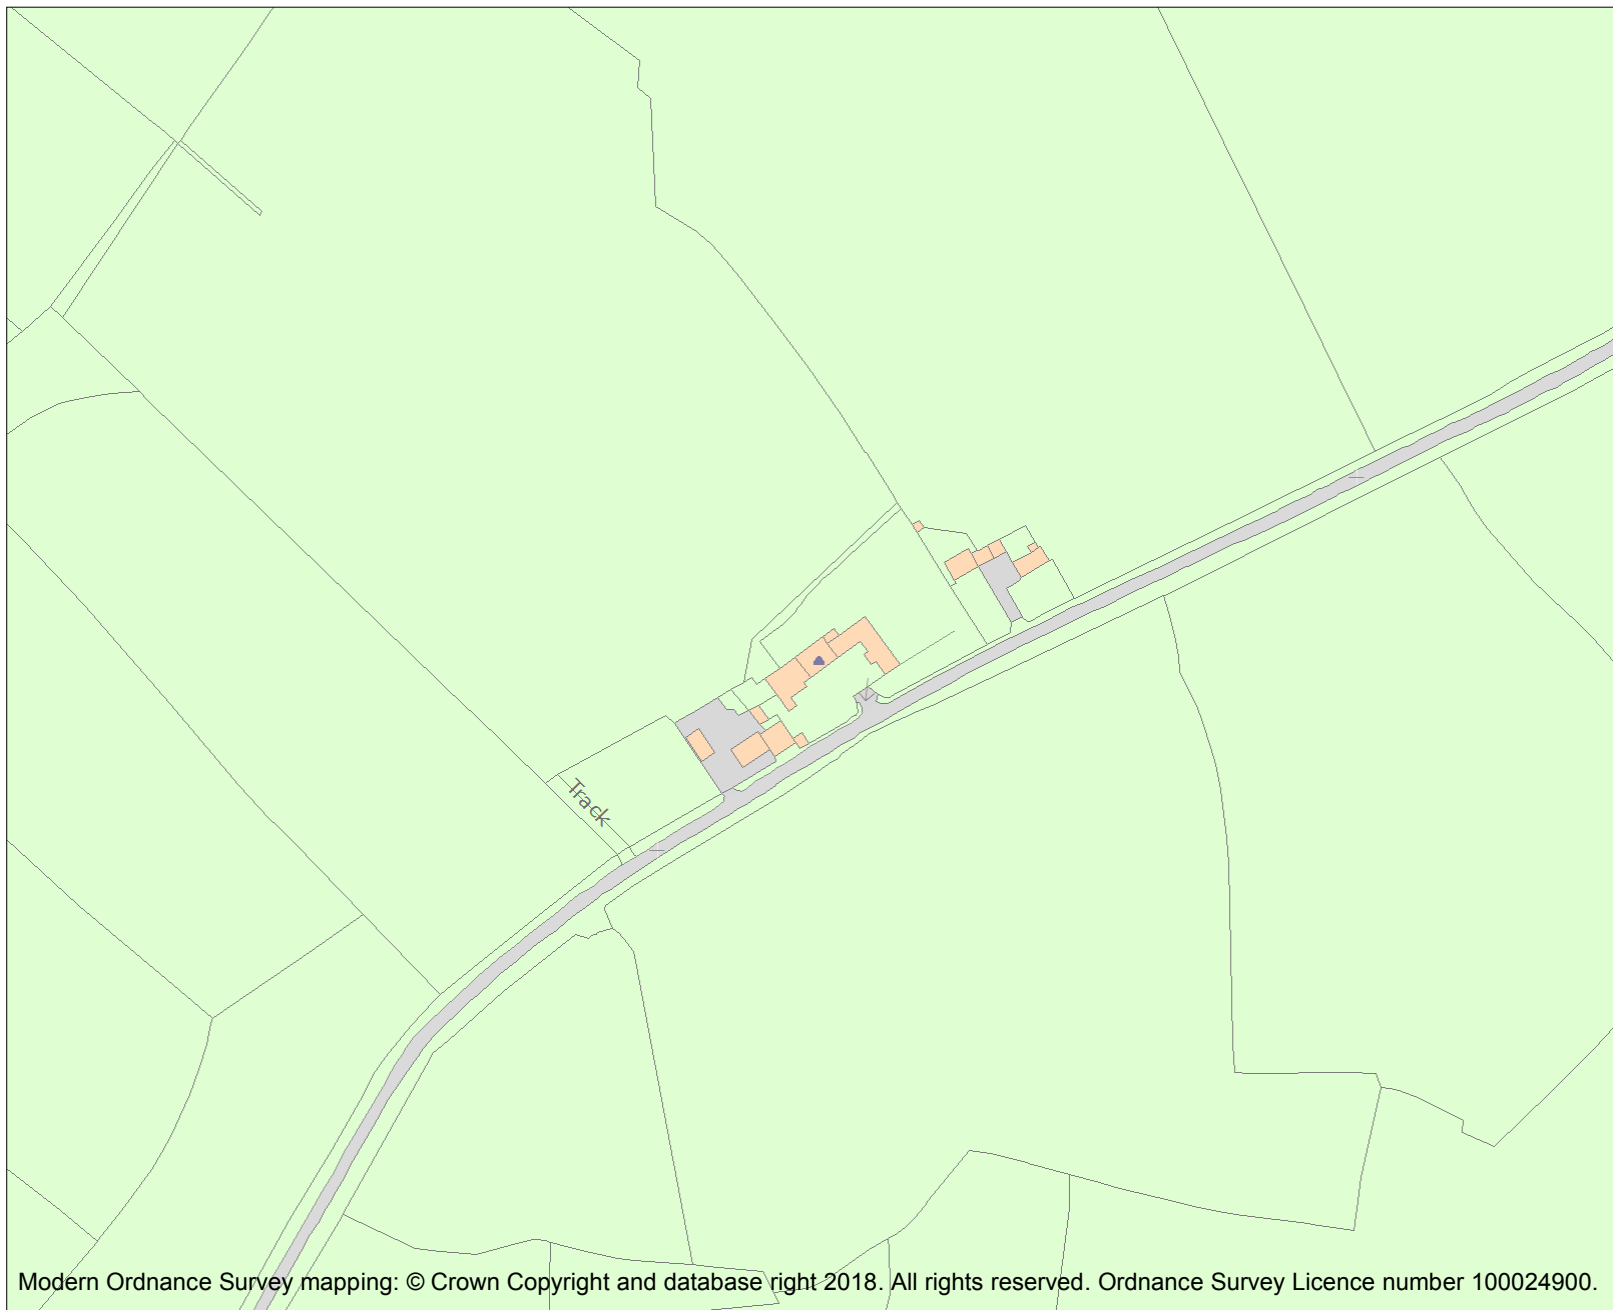 Track
Modern Ordnance Survey mapping: © Crown Copyright and database right 2018. All rights reserved. Ordnance Survey Licence number 100024900.